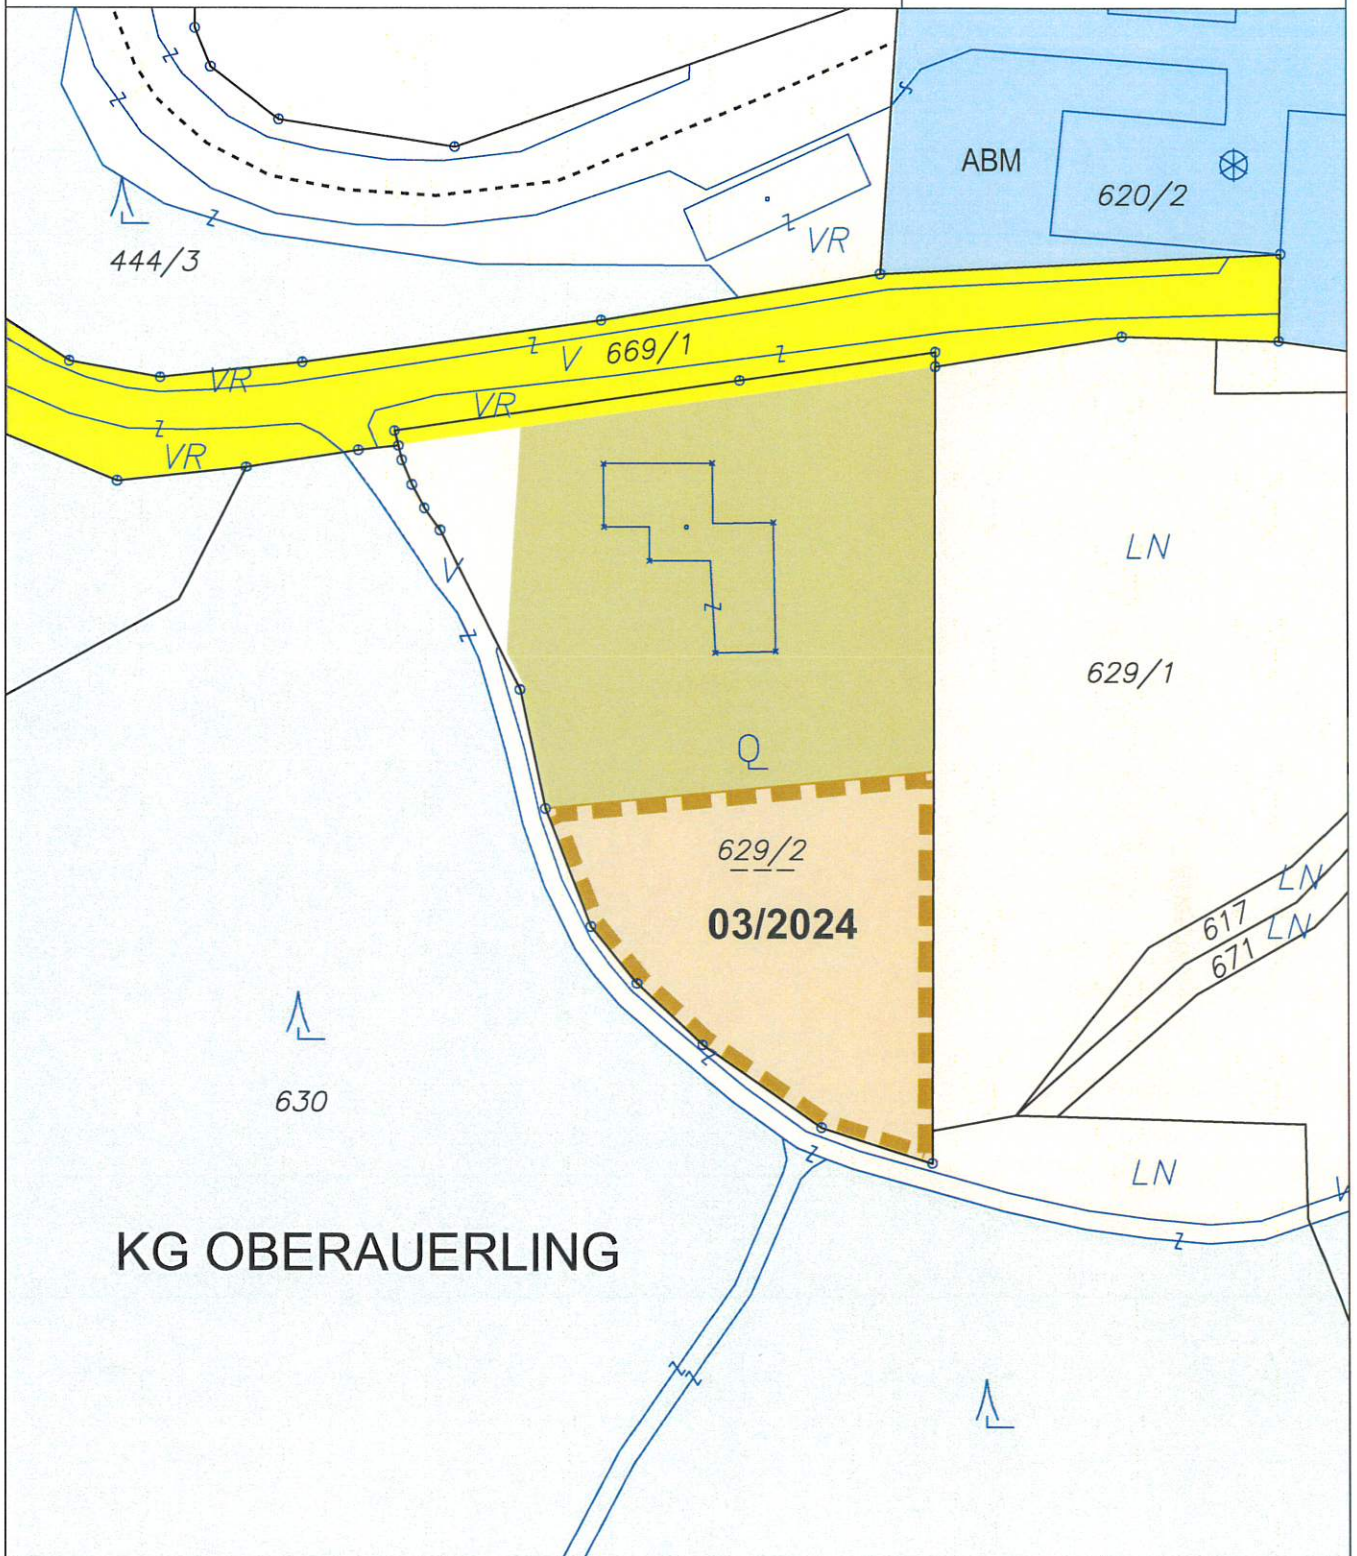 ABM
620/2
VR
444/3
V 669/1
VR
VR
VR
LN
V
629/1
Q
629/2
03/2024
LN
617
LN
671
630
LN
V
KG OBERAUERLING